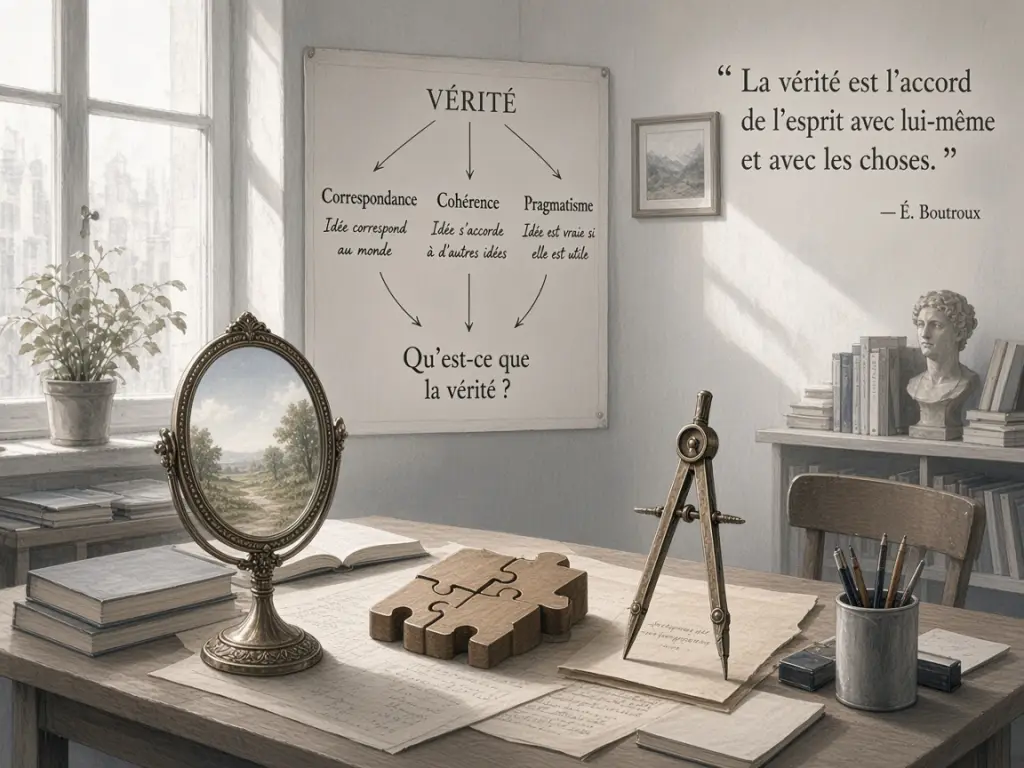 VÉRITÉ
Correspondance
Idée correspond
au monde
Cohérence
Idée s'accorde
à d'autres idées
Pragmatisme
Idée est vraie si
elle est utile
Qu'est-ce que
la vérité ?
“ La vérité est l'accord
de l'esprit avec lui-même
et avec les choses. ”
— É. Boutroux